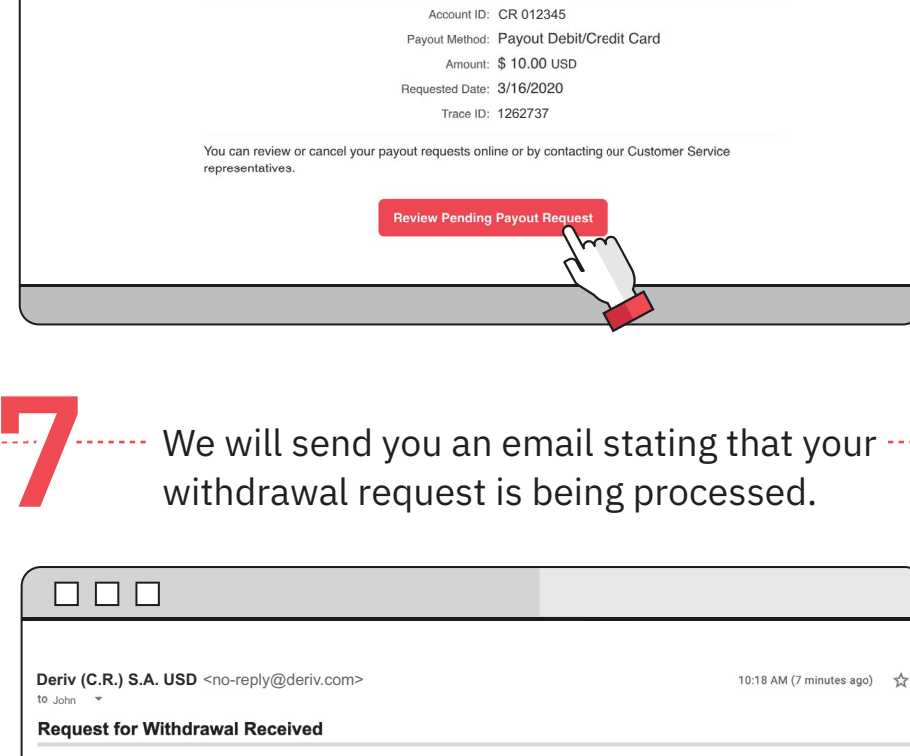 Account ID: CR 012345
Payout Method: Payout Debit/Credit Card
Amount: $ 10.00 USD
Requested Date: 3/16/2020
Trace ID: 1262737
You can review or cancel your payout requests online or by contacting our Customer Service
representatives.
Review Pending Payout Request
7
We will send you an email stating that your
withdrawal request is being processed.
Deriv (C.R.) S.A. USD <no-reply@deriv.com>
10:18 AM (7 minutes ago)
to John
Request for Withdrawal Received